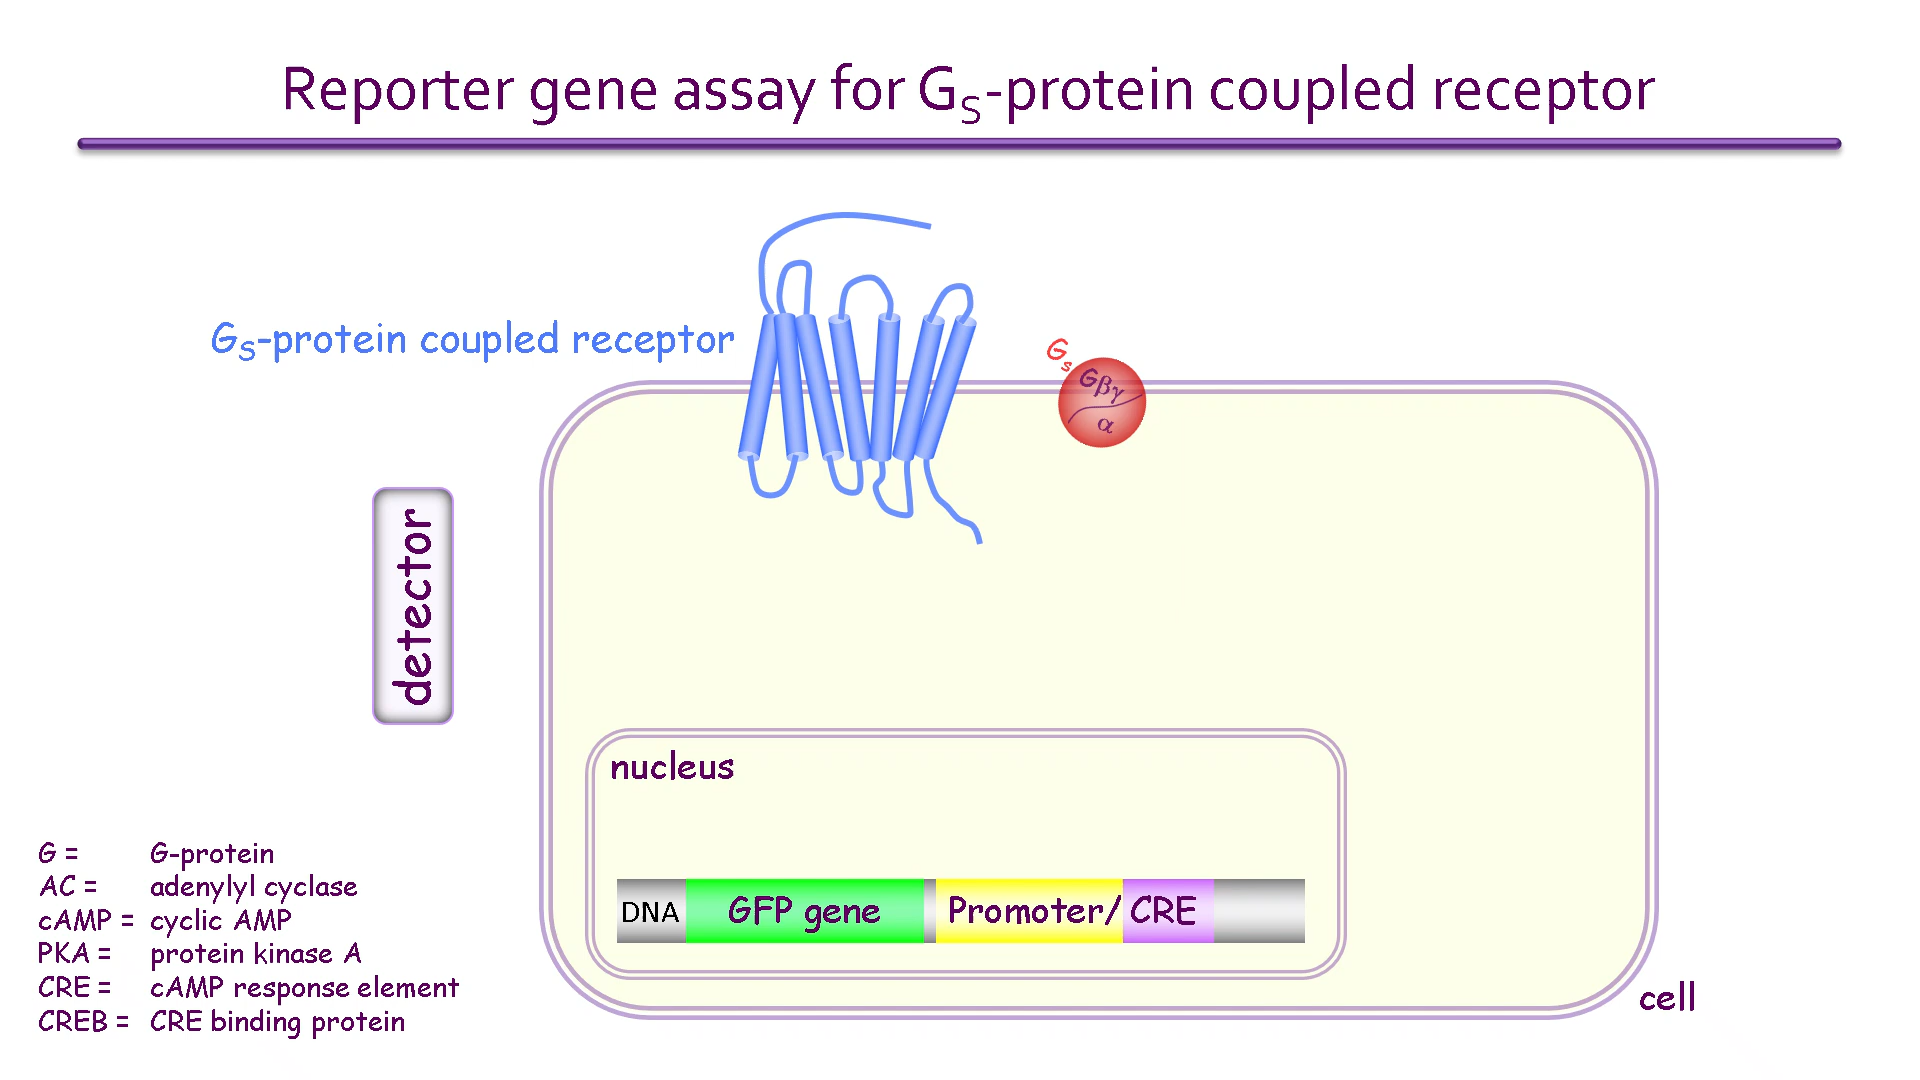 Reporter gene assay for GS-protein coupled receptor
GS-protein coupled receptor
Gs
Gβγ
α
detector
nucleus
DNA GFP gene Promoter/ CRE
cell
G = G-protein
AC = adenylyl cyclase
cAMP = cyclic AMP
PKA = protein kinase A
CRE = cAMP response element
CREB = CRE binding protein